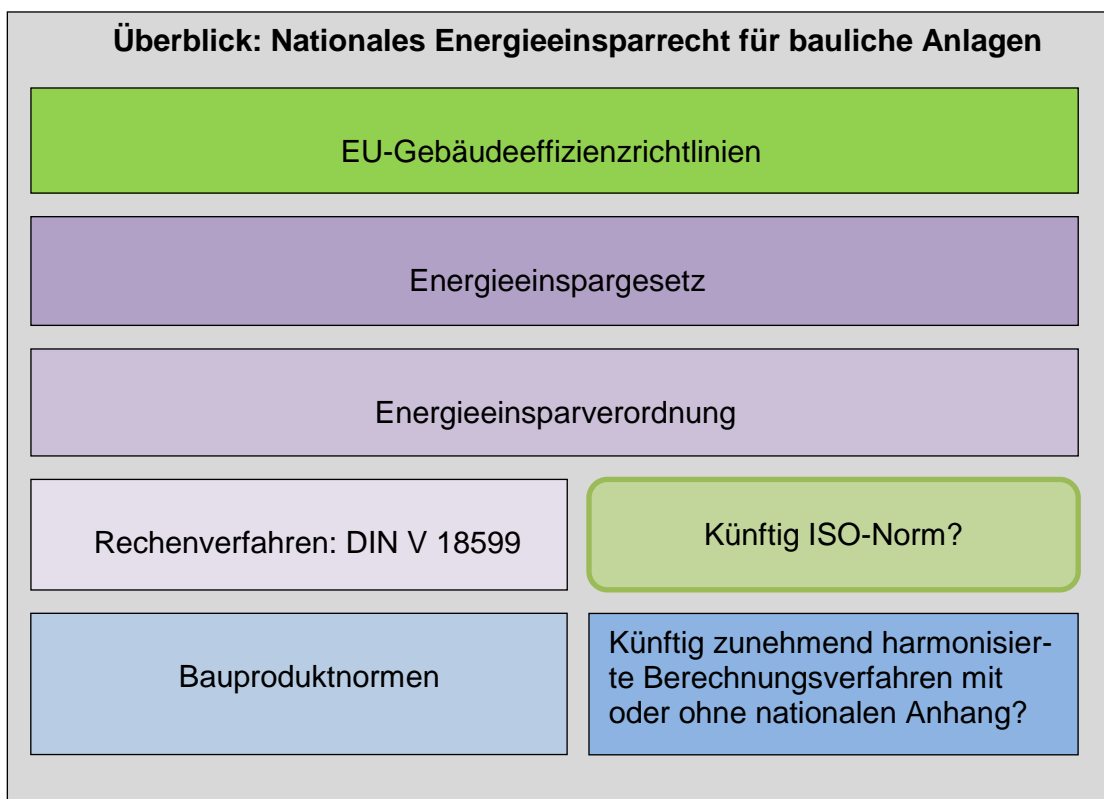 Überblick: Nationales Energieeinsparrecht für bauliche Anlagen
EU-Gebäudeeffizienzrichtlinien
Energieeinspargesetz
Energieeinsparverordnung
Rechenverfahren: DIN V 18599
Künftig ISO-Norm?
Bauproduktnormen
Künftig zunehmend harmonisier-
te Berechnungsverfahren mit
oder ohne nationalen Anhang?